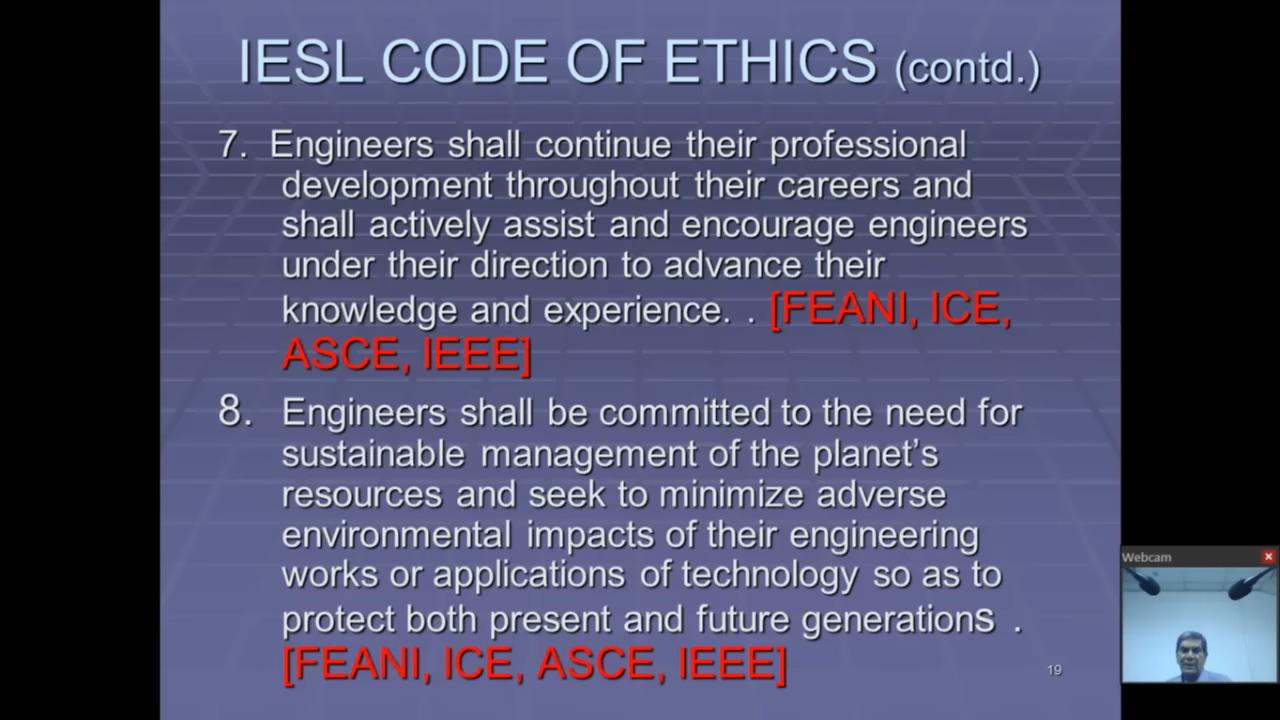 IESL CODE OF ETHICS (contd.)
7. Engineers shall continue their professional
development throughout their careers and
shall actively assist and encourage engineers
under their direction to advance their
knowledge and experience. . [FEANI, ICE,
ASCE, IEEE]
8. Engineers shall be committed to the need for
sustainable management of the planet’s
resources and seek to minimize adverse
environmental impacts of their engineering
works or applications of technology so as to
protect both present and future generations .
[FEANI, ICE, ASCE, IEEE]
19
Webcam